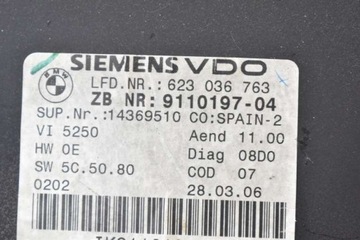 SIEMENS VDO
BMW
LFD.NR.: 623 036 763
ZB NR: 9110197-04
SUP.Nr.:14369510 CO:SPAIN-2
VI 5250 Aend 11.00
HW 0E Diag 08D0
SW 5C.50.80 COD 07
0202 28.03.06